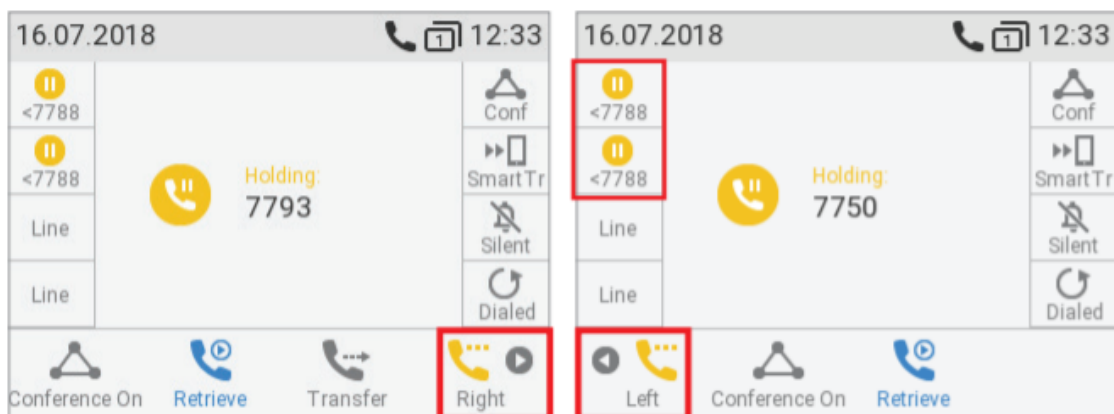 16.07.2018 1 12:33
<7788
<7788
Line
Line
Holding:
7793
Conf
SmartTr
Silent
Dialed
Conference On Retrieve Transfer Right
16.07.2018 1 12:33
<7788
<7788
Line
Line
Holding:
7750
Conf
SmartTr
Silent
Dialed
Left Conference On Retrieve